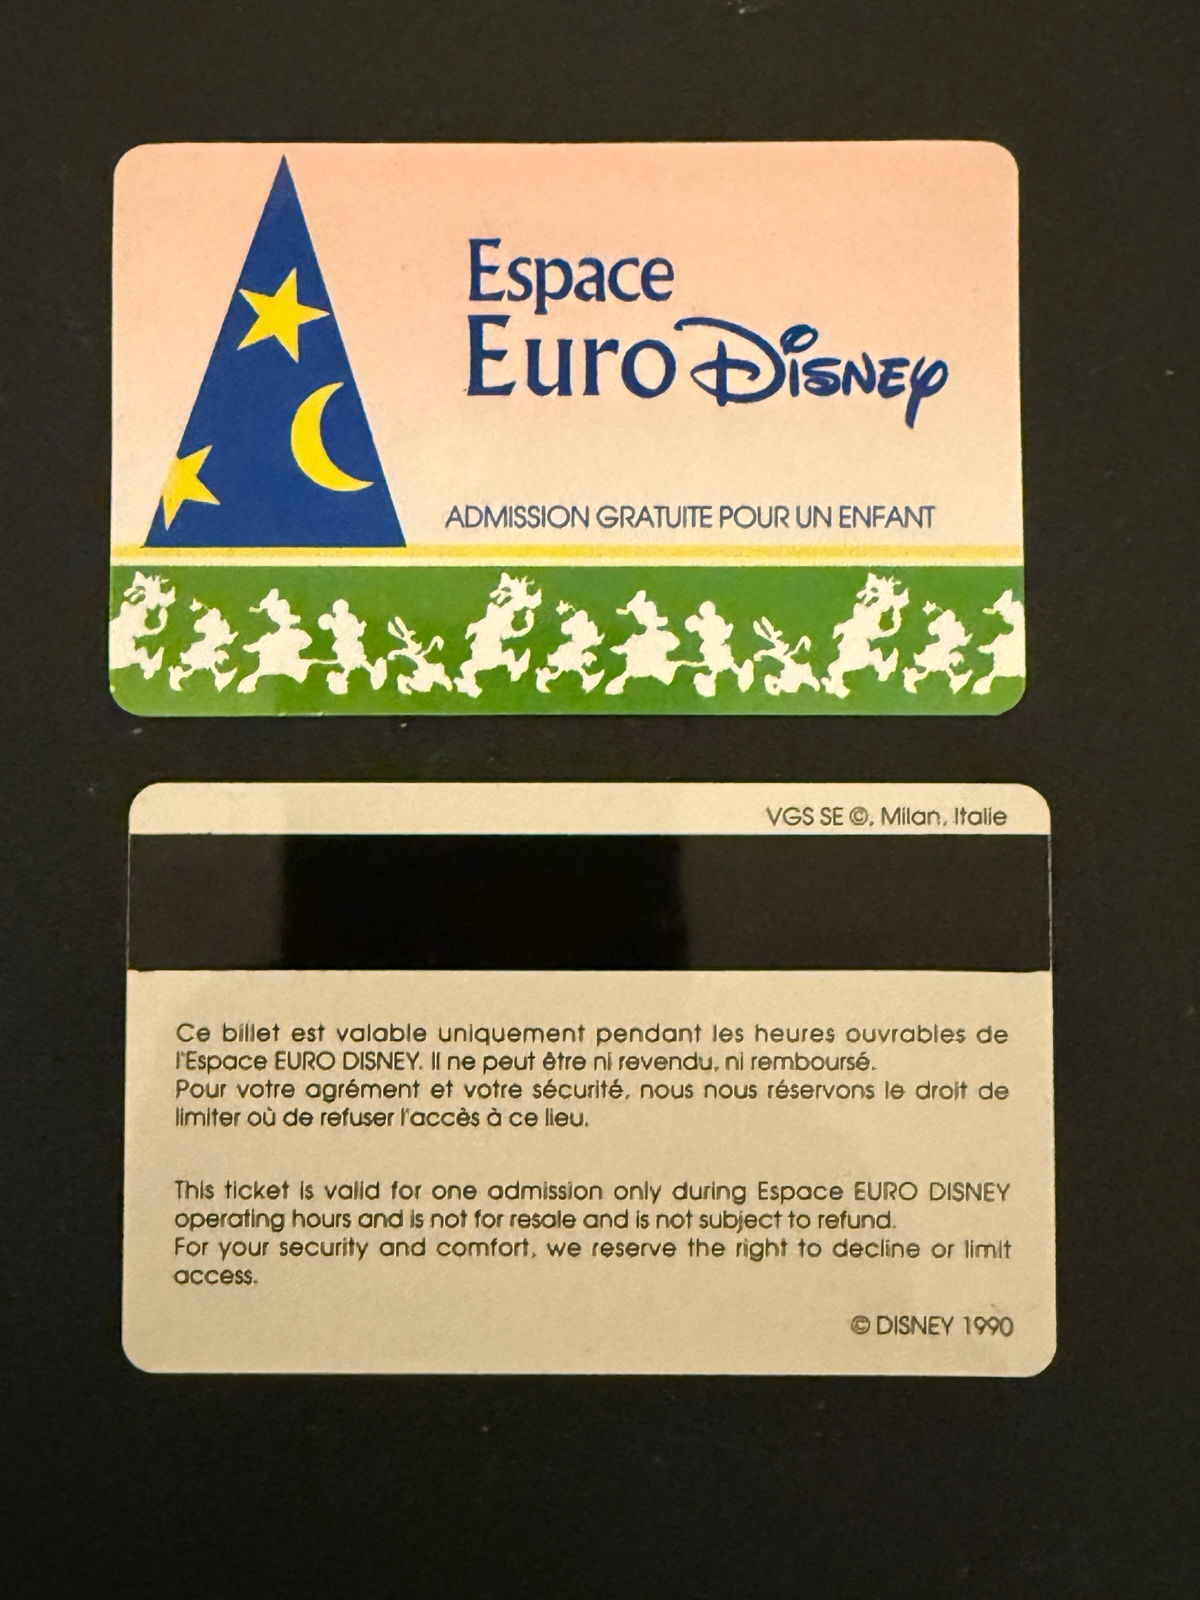 Espace
Euro Disney
ADMISSION GRATUITE POUR UN ENFANT
VGS SE ©, Milan, Italie
Ce billet est valable uniquement pendant les heures ouvrables de
l'Espace EURO DISNEY. Il ne peut être ni revendu, ni remboursé.
Pour votre agrément et votre sécurité, nous nous réservons le droit de
limiter où de refuser l'accès à ce lieu.
This ticket is valid for one admission only during Espace EURO DISNEY
operating hours and is not for resale and is not subject to refund.
For your security and comfort, we reserve the right to decline or limit
access.
© DISNEY 1990